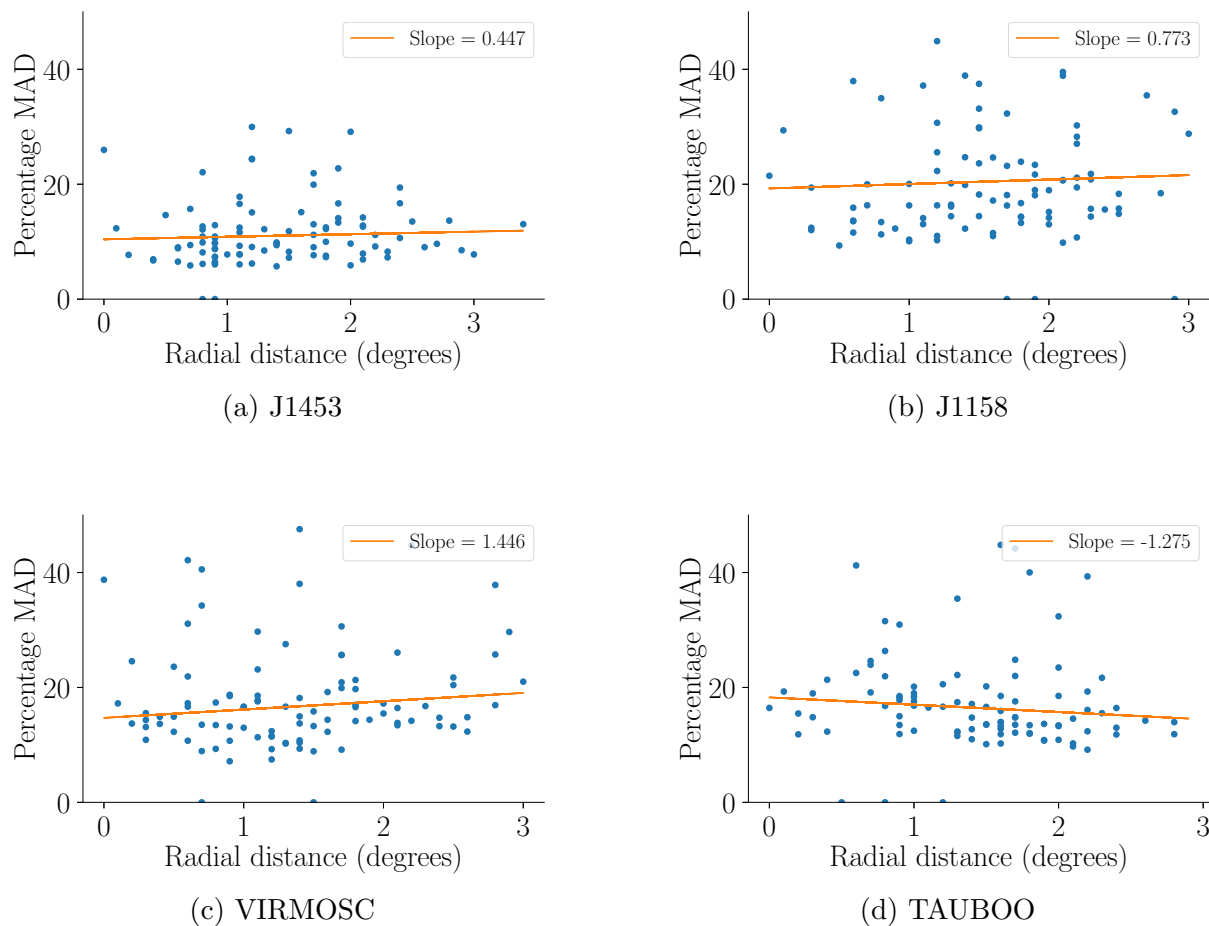 Slope = 0.447
Percentage MAD
40
20
0
0 1 2 3
Radial distance (degrees)
(a) J1453
Slope = 0.773
Percentage MAD
40
20
0
0 1 2 3
Radial distance (degrees)
(b) J1158
Slope = 1.446
Percentage MAD
40
20
0
0 1 2 3
Radial distance (degrees)
(c) VIRMOSC
Slope = -1.275
Percentage MAD
40
20
0
0 1 2 3
Radial distance (degrees)
(d) TAUBOO